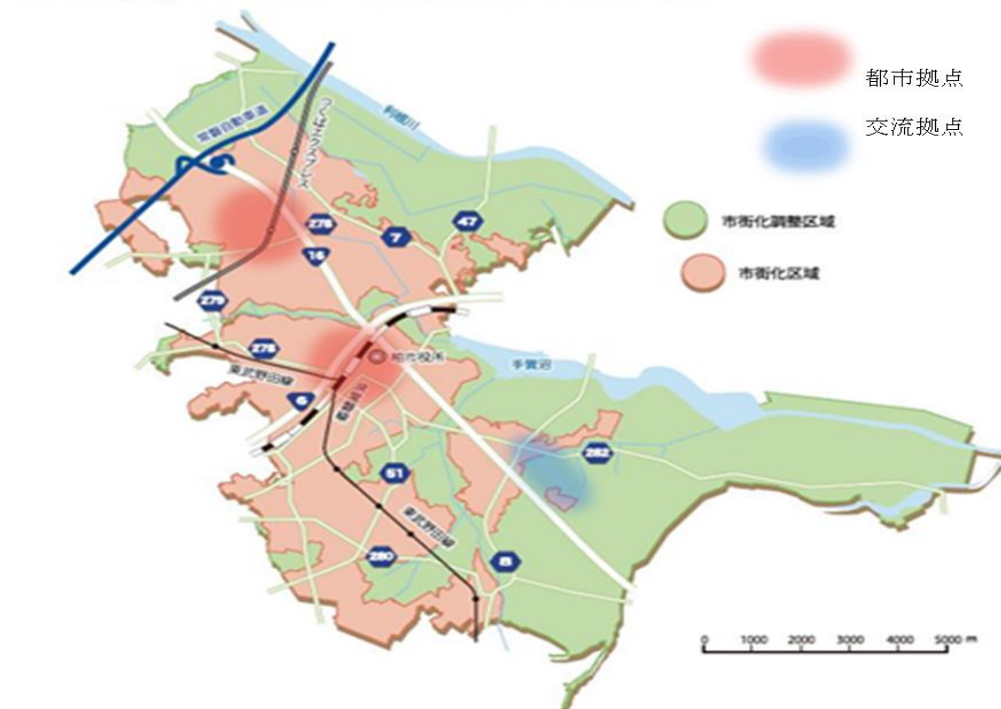 都市拠点
交流拠点
市街化調整区域
市街化区域
利根川
常磐自動車道
つくばエクスプレス
278
7
47
16
279
278
東武野田線
柏市役所
手賀沼
6
常磐線
282
51
東武野田線
280
8
0 1000 2000 3000 4000 5000 m